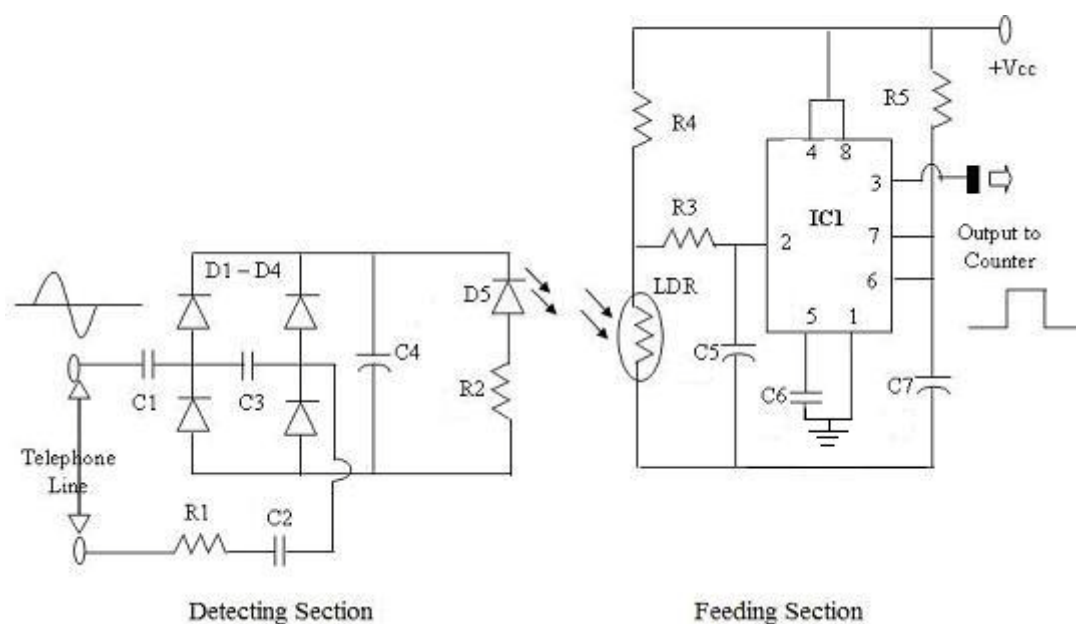 +Vcc
R4
R5
4 8
3
IC1
R3
2
7
6
Output to
Counter
D1 – D4
D5
LDR
5 1
C4
C5
R2
C6
C7
C1
C3
Telephone
Line
R1
C2
Detecting Section
Feeding Section